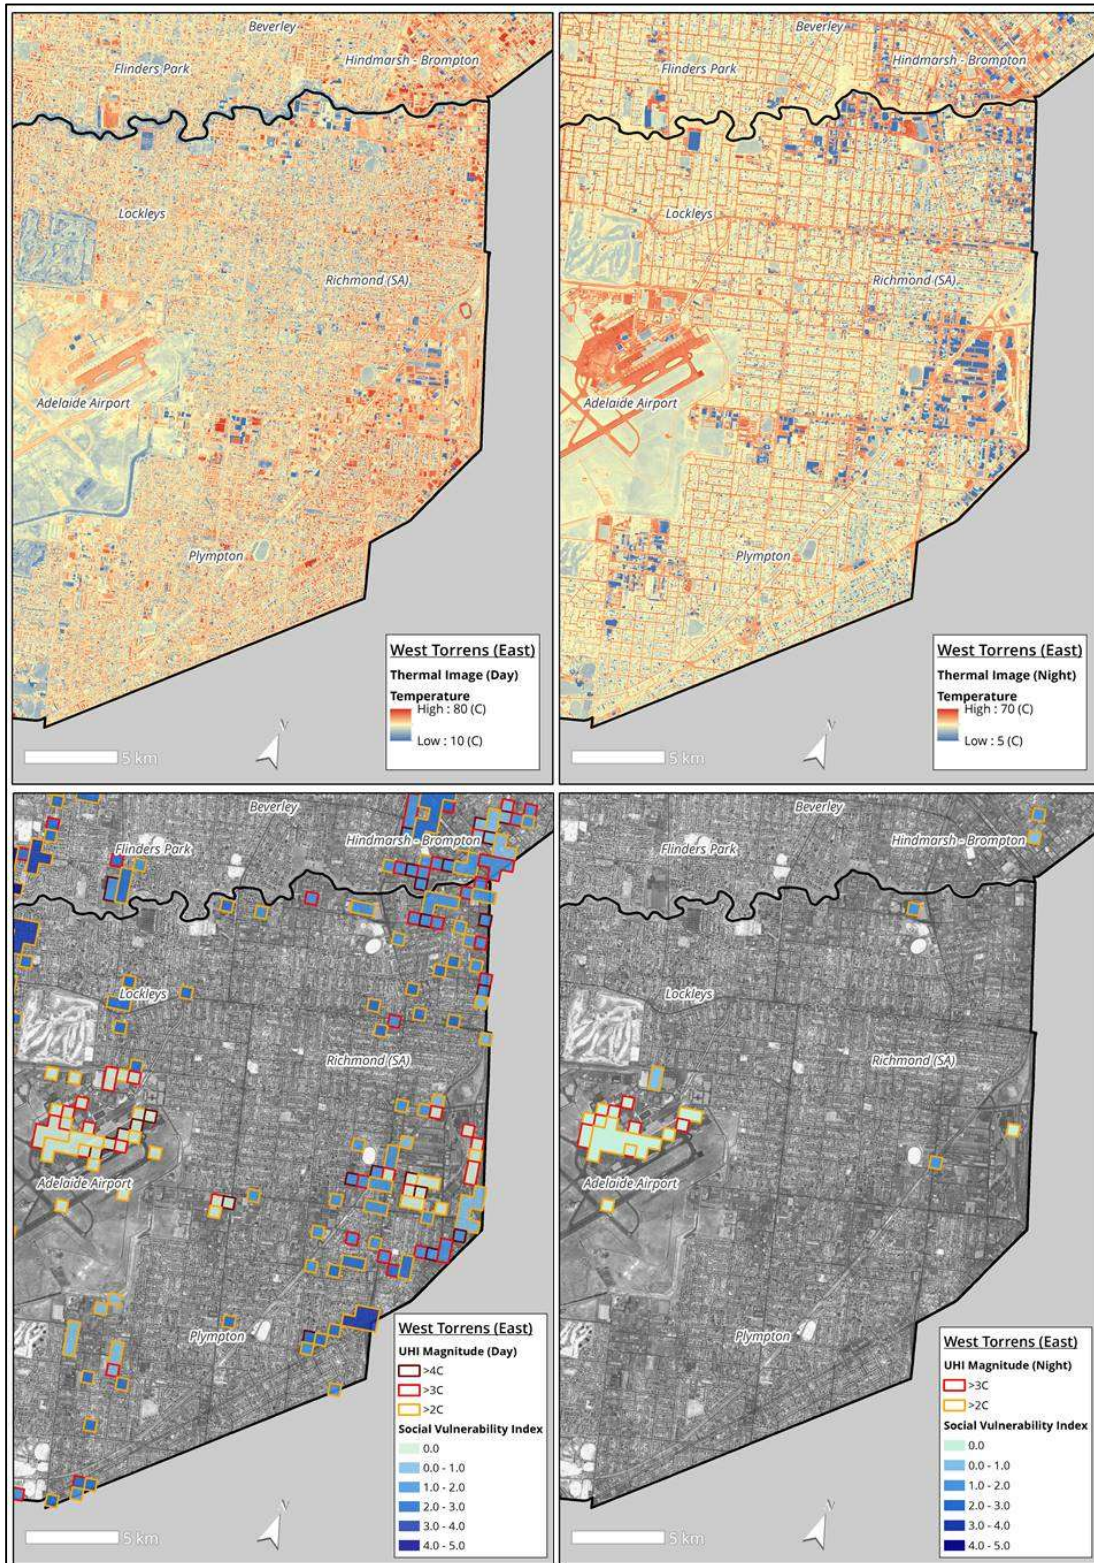 Beverley
Flinders Park
Hindmarsh - Brompton
Lockleys
Richmond (SA)
Adelaide Airport
Plympton
West Torrens (East)
Thermal Image (Day)
Temperature
High : 80 (C)
Low : 10 (C)
5 km
Beverley
Flinders Park
Hindmarsh - Brompton
Lockleys
Richmond (SA)
Adelaide Airport
Plympton
West Torrens (East)
Thermal Image (Night)
Temperature
High : 70 (C)
Low : 5 (C)
5 km
Beverley
Flinders Park
Hindmarsh - Brompton
Lockleys
Richmond (SA)
Adelaide Airport
Plympton
West Torrens (East)
UHI Magnitude (Day)
>4C
>3C
>2C
Social Vulnerability Index
0.0
0.0 - 1.0
1.0 - 2.0
2.0 - 3.0
3.0 - 4.0
4.0 - 5.0
5 km
Beverley
Flinders Park
Hindmarsh - Brompton
Lockleys
Richmond (SA)
Adelaide Airport
Plympton
West Torrens (East)
UHI Magnitude (Night)
>3C
>2C
Social Vulnerability Index
0.0
0.0 - 1.0
1.0 - 2.0
2.0 - 3.0
3.0 - 4.0
4.0 - 5.0
5 km